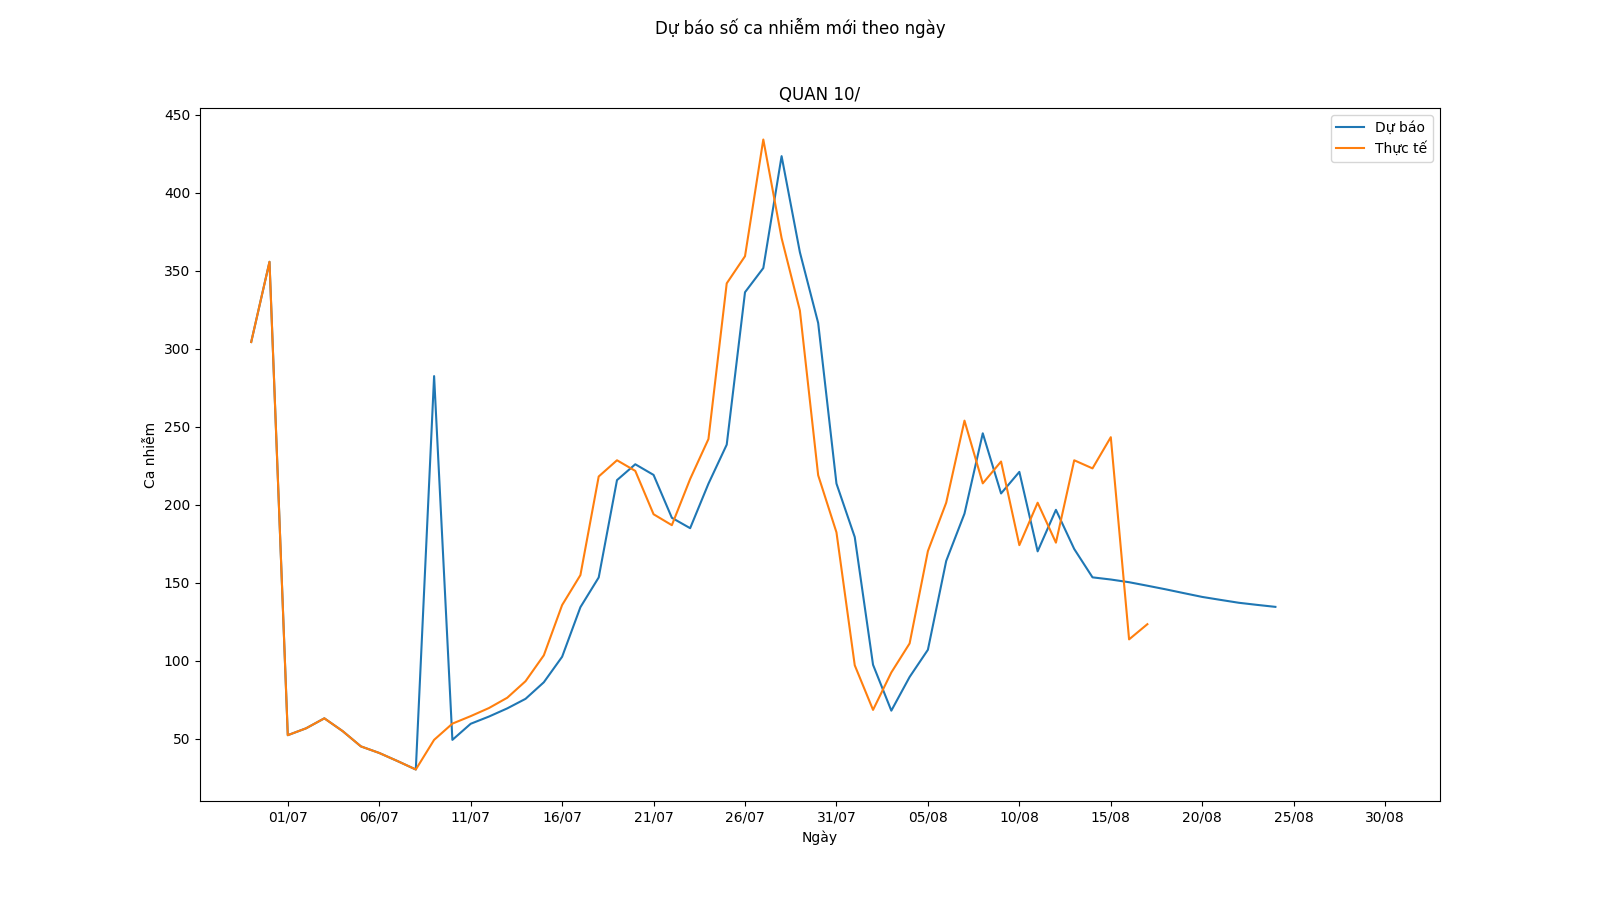 Dự báo số ca nhiễm mới theo ngày
QUAN 10/
450
400
350
300
250
200
150
100
50
Ca nhiễm
Dự báo
Thực tế
01/07 06/07 11/07 16/07 21/07 26/07 31/07 05/08 10/08 15/08 20/08 25/08 30/08
Ngày